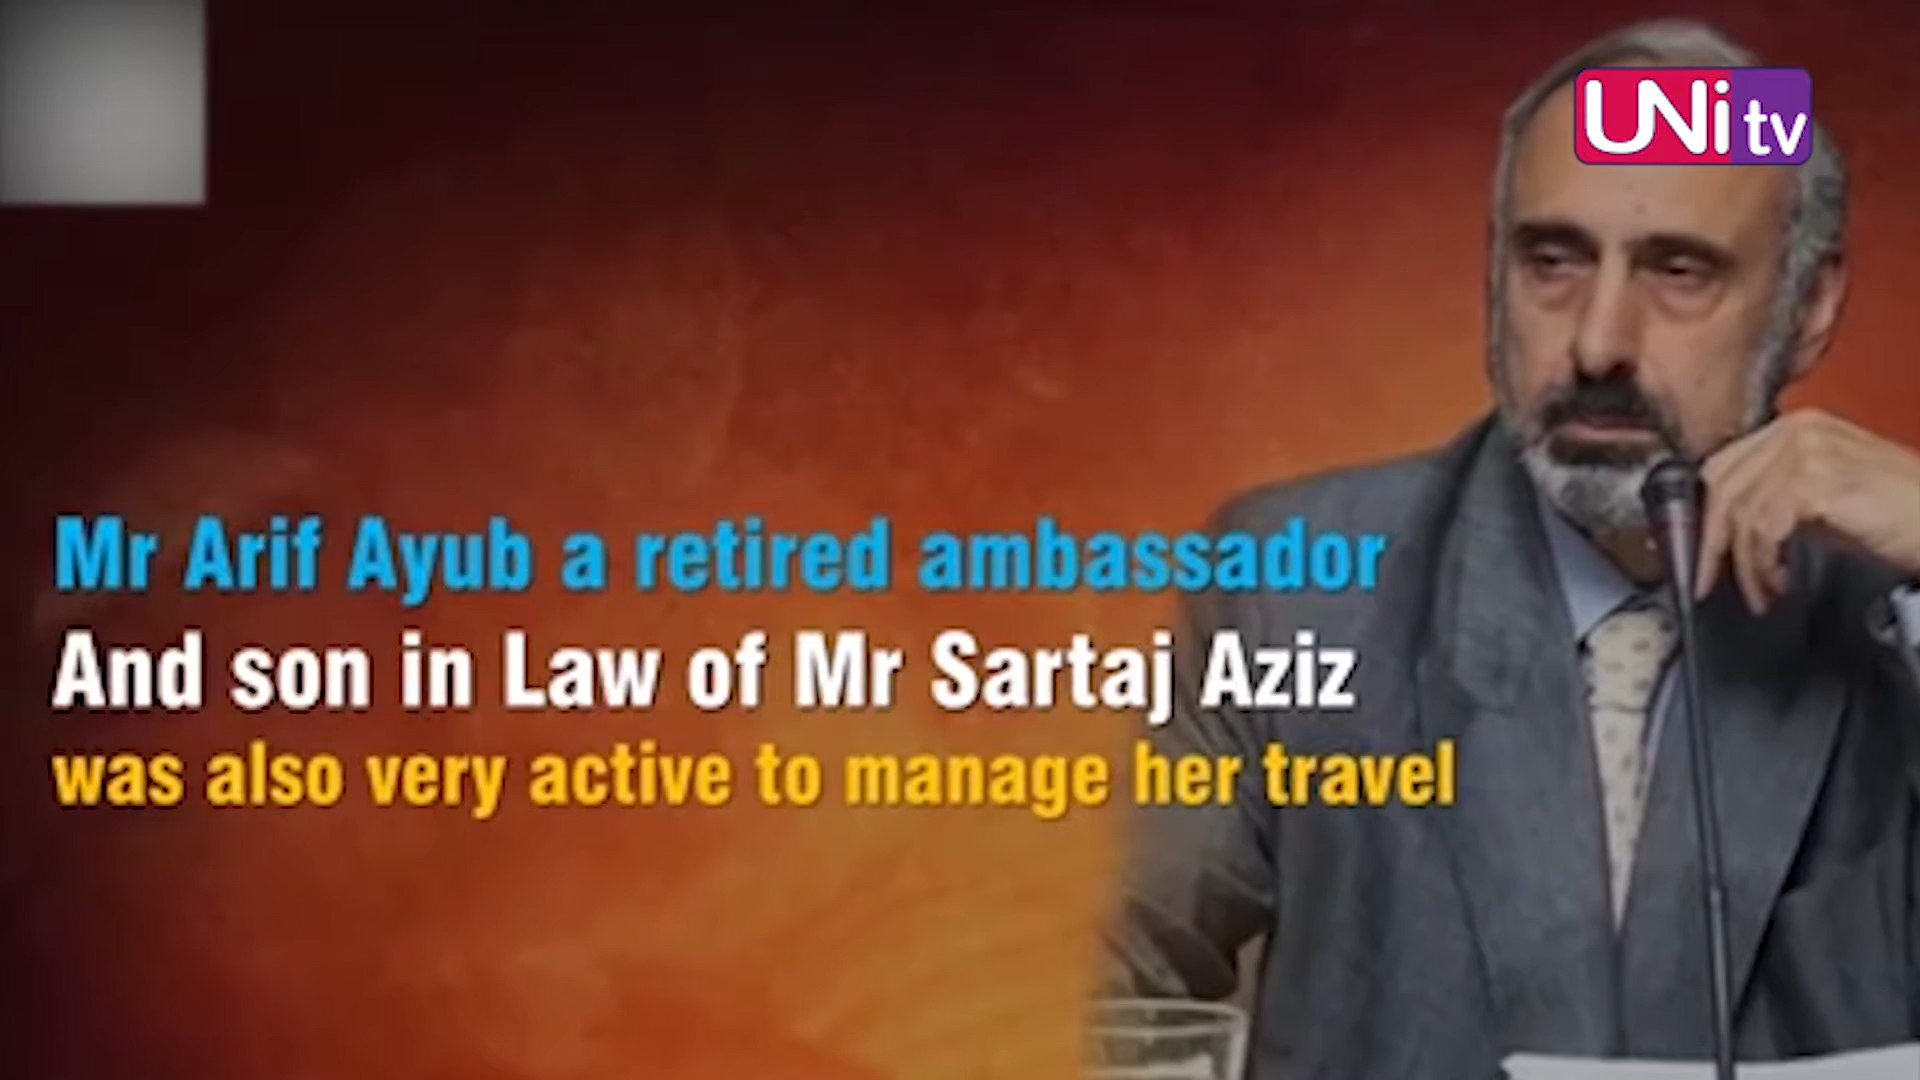 UNi tv
Mr Arif Ayub a retired ambassador
And son in Law of Mr Sartaj Aziz
was also very active to manage her travel